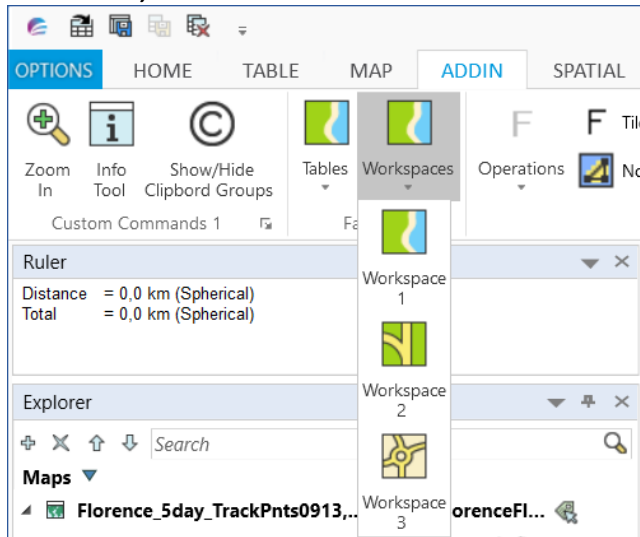 OPTIONS HOME TABLE MAP ADDIN SPATIAL
Zoom In
Info Tool
Show/Hide Clipbord Groups
Tables
Workspaces
Operations
F
F
Custom Commands 1
Workspace 1
Workspace 2
Workspace 3
Ruler
Distance = 0,0 km (Spherical)
Total = 0,0 km (Spherical)
Explorer
Search
Maps
Florence_5day_TrackPnts0913,..